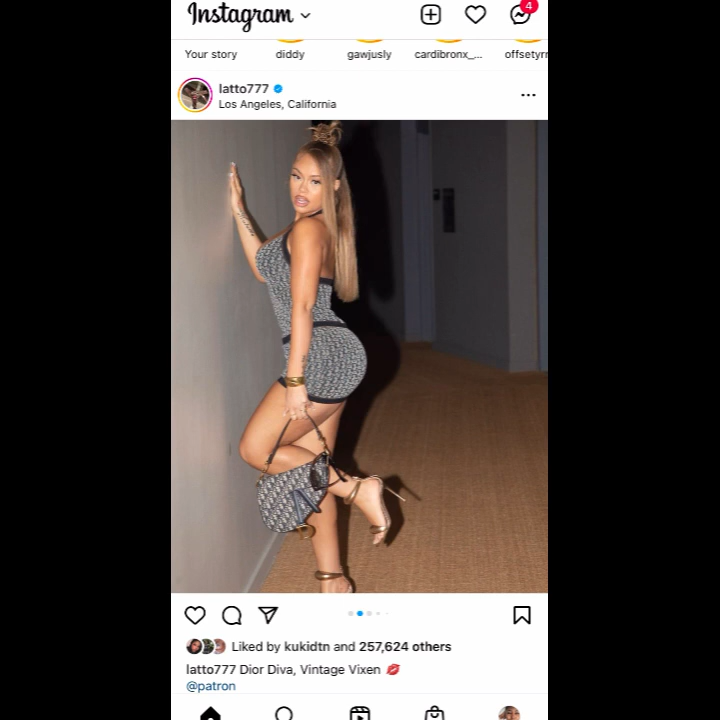 Instagram
4
Your story diddy gawjusly cardibronx_... offsetyrn
latto777
Los Angeles, California
Liked by kukidtn and 257,624 others
latto777 Dior Diva, Vintage Vixen 💋
@patron